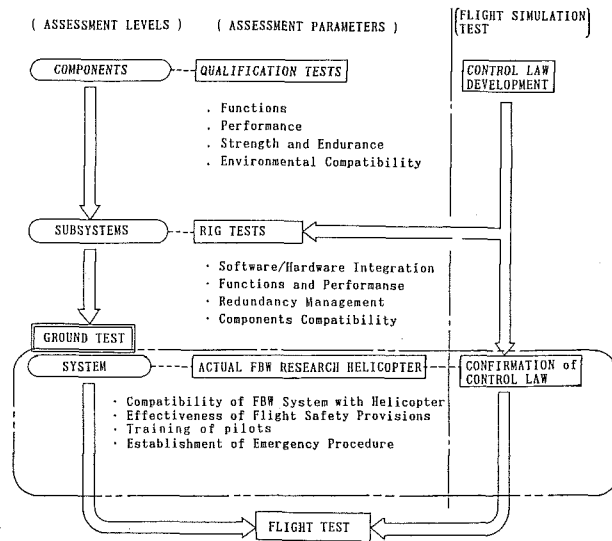 ( ASSESSMENT LEVELS )
( ASSESSMENT PARAMETERS )
(FLIGHT SIMULATION)
TEST
COMPONENTS
QUALIFICATION TESTS
CONTROL LAW
DEVELOPMENT
. Functions
. Performance
. Strength and Endurance
. Environmental Compatibility
SUBSYSTEMS
RIG TESTS
· Software/Hardware Integration
· Functions and Performanse
· Redundancy Management
· Components Compatibility
GROUND TEST
SYSTEM
ACTUAL FBW RESEARCH HELICOPTER
CONFIRMATION of
CONTROL LAW
· Compatibility of FBW System with Helicopter
· Effectiveness of Flight Safety Provisions
· Training of pilots
· Establishment of Emergency Procedure
FLIGHT TEST